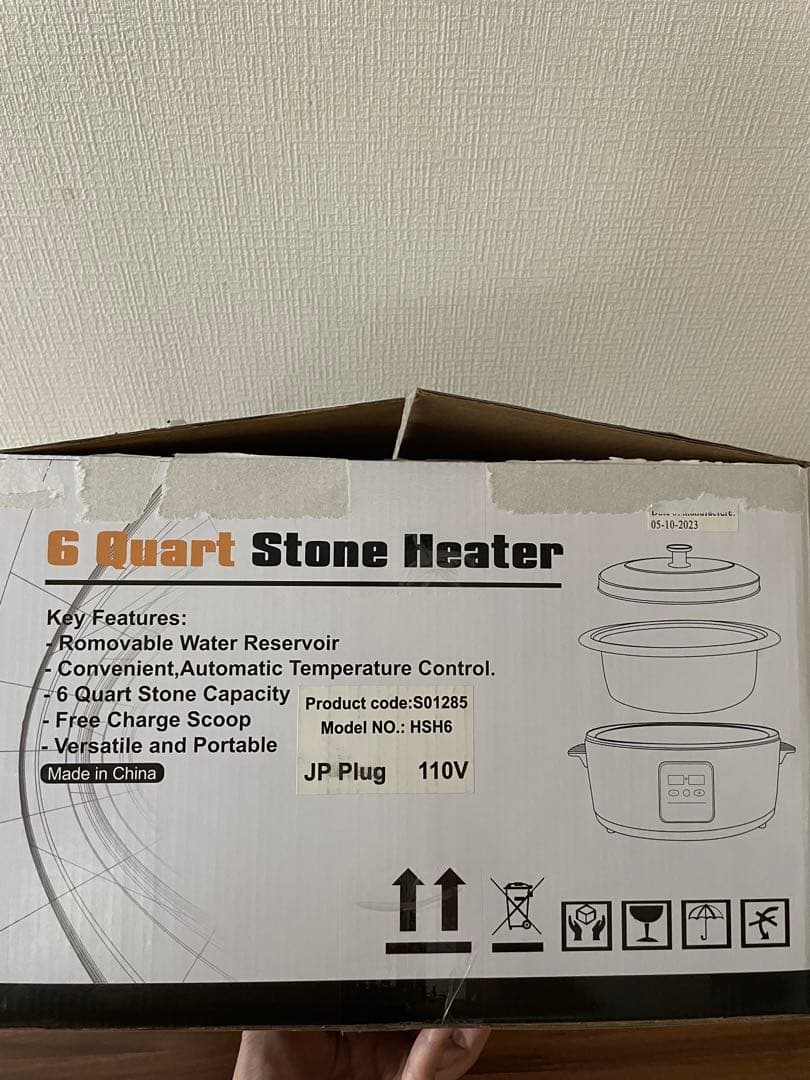 05-10-2023
6 Quart Stone Heater
Key Features:
- Romovable Water Reservoir
- Convenient,Automatic Temperature Control.
- 6 Quart Stone Capacity
- Free Charge Scoop
- Versatile and Portable
Made in China
Product code:S01285
Model NO.: HSH6
JP Plug 110V